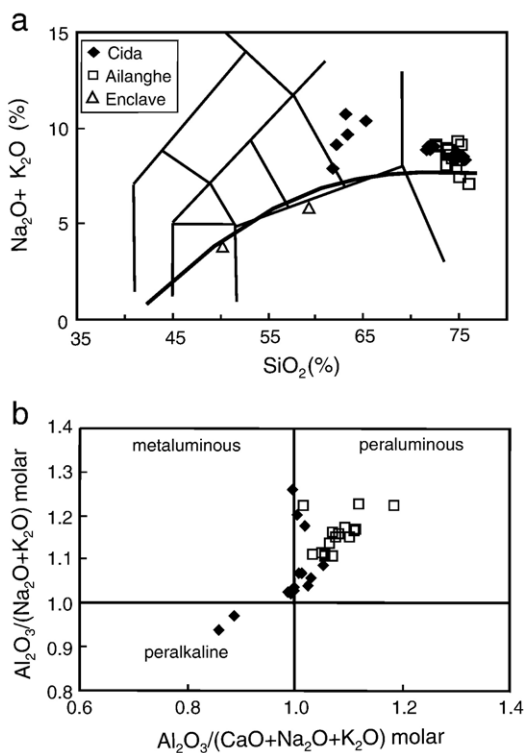 a
Cida
Ailanghe
Enclave
Na₂O+ K₂O (%)
15
10
5
0
35
45
55
65
75
SiO₂(%)
b
metaluminous
peraluminous
peralkaline
Al₂O₃/(Na₂O+K₂O) molar
1.4
1.3
1.4
1.2
1.1
1.0
0.9
0.8
0.6
0.8
1.0
1.2
1.4
Al₂O₃/(CaO+Na₂O+K₂O) molar